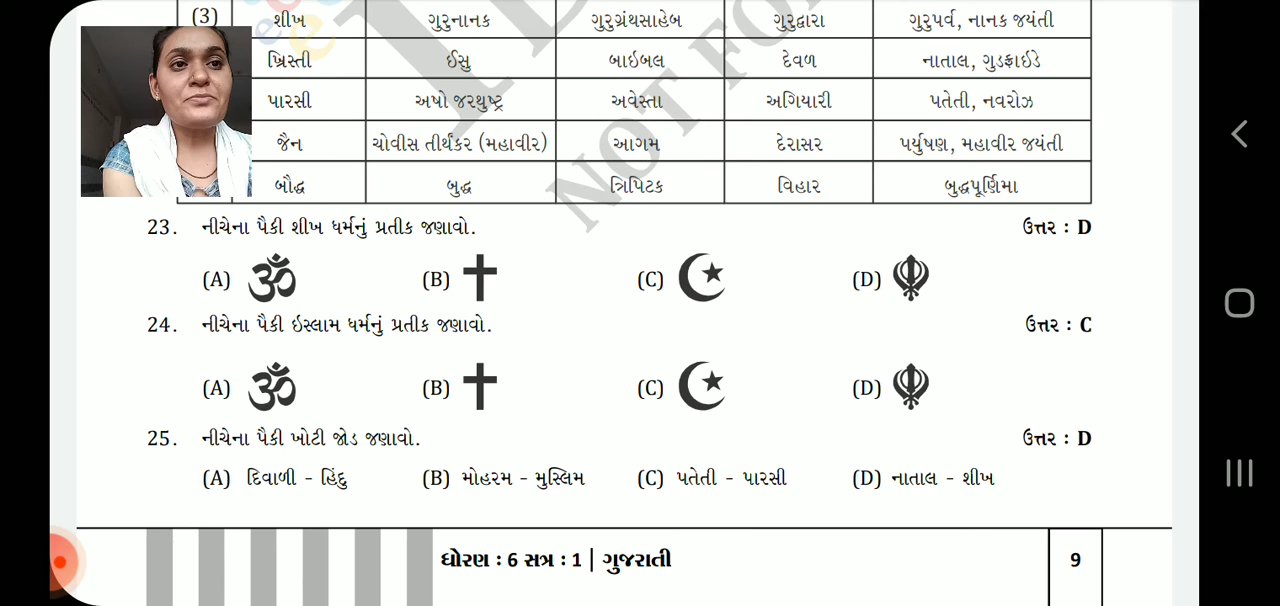 (3) શીખ ગુરુનાનક ગુરુગ્રંથસાહેબ ગુરુદ્વારા ગુરુપર્વ, નાનક જયંતી
ખ્રિસ્તી ઈસુ બાઇબલ દેવળ નાતાલ, ગુડફ્રાઈડે
પારસી અષો જરથુષ્ટ્ર અવેસ્તા અગિયારી પતેતી, નવરોઝ
જૈન ચોવીસ તીર્થંકર (મહાવીર) આગમ દેરાસર પર્યુષણ, મહાવીર જયંતી
બૌદ્ધ બુદ્ધ ત્રિપિટક વિહાર બુદ્ધપૂર્ણિમા
NOT FOR
23. નીચેના પૈકી શીખ ધર્મનું પ્રતીક જણાવો. ઉત્તર : D
(A) ૐ (B) (C) (D)
24. નીચેના પૈકી ઇસ્લામ ધર્મનું પ્રતીક જણાવો. ઉત્તર : C
(A) ૐ (B) (C) (D)
25. નીચેના પૈકી ખોટી જોડ જણાવો. ઉત્તર : D
(A) દિવાળી - હિંદુ (B) મોહરમ - મુસ્લિમ (C) પતેતી - પારસી (D) નાતાલ - શીખ
ધોરણ : 6 સત્ર : 1 | ગુજરાતી 9